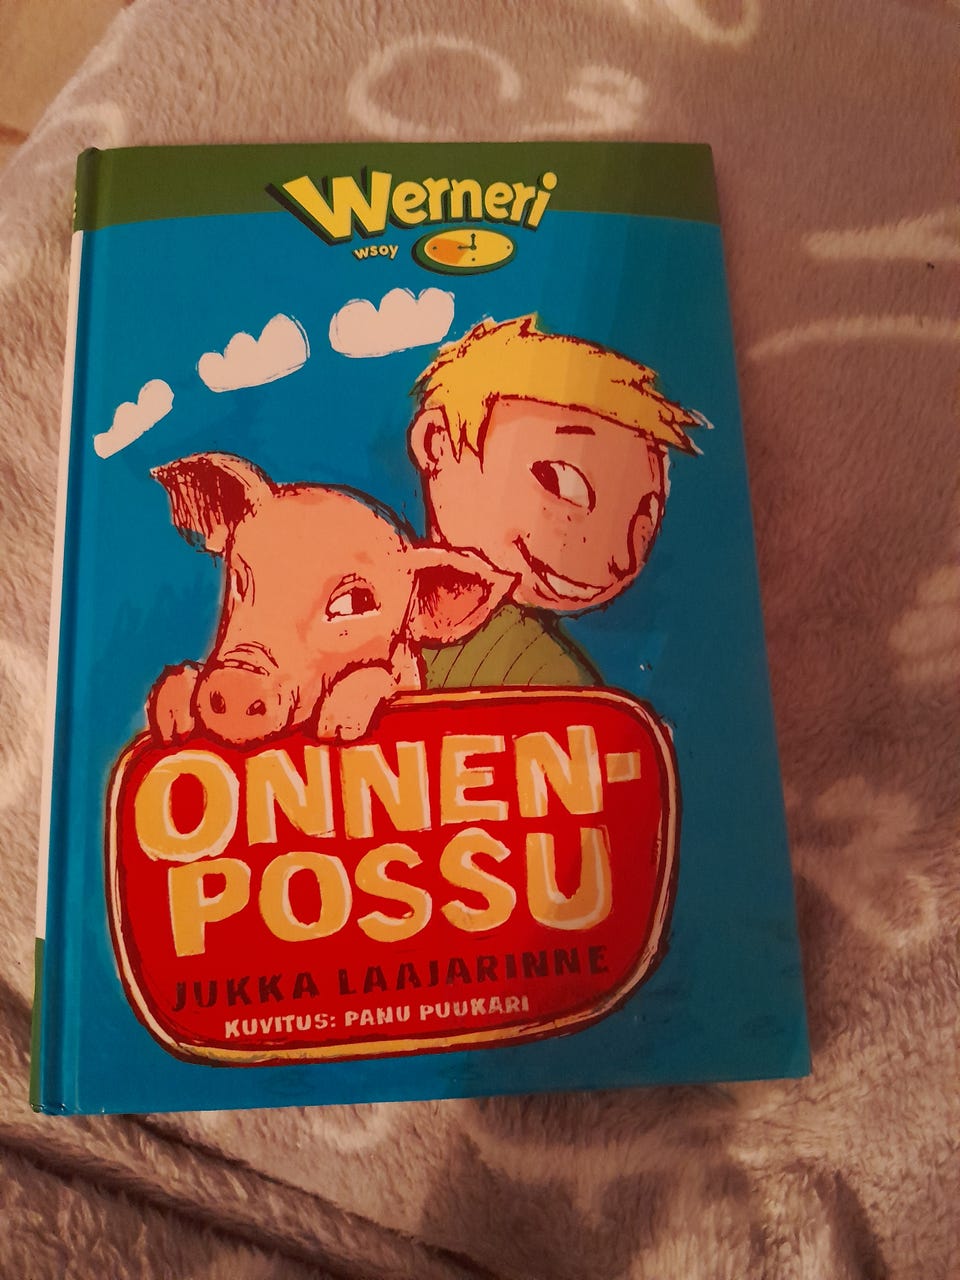 Werneri
wsoy
ONNEN-
POSSU
JUKKA LAAJARINNE
KUVITUS: PANU PUUKARI